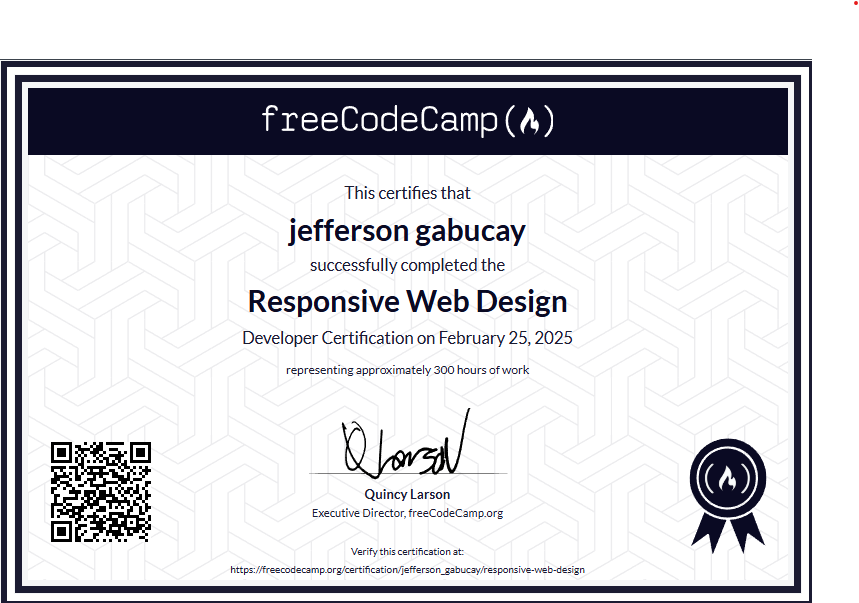 freeCodeCamp
This certifies that
jefferson gabucay
successfully completed the
Responsive Web Design
Developer Certification on February 25, 2025
representing approximately 300 hours of work
Quincy Larson
Executive Director, freeCodeCamp.org
Verify this certification at:
https://freecodecamp.org/certification/jefferson_gabucay/responsive-web-design